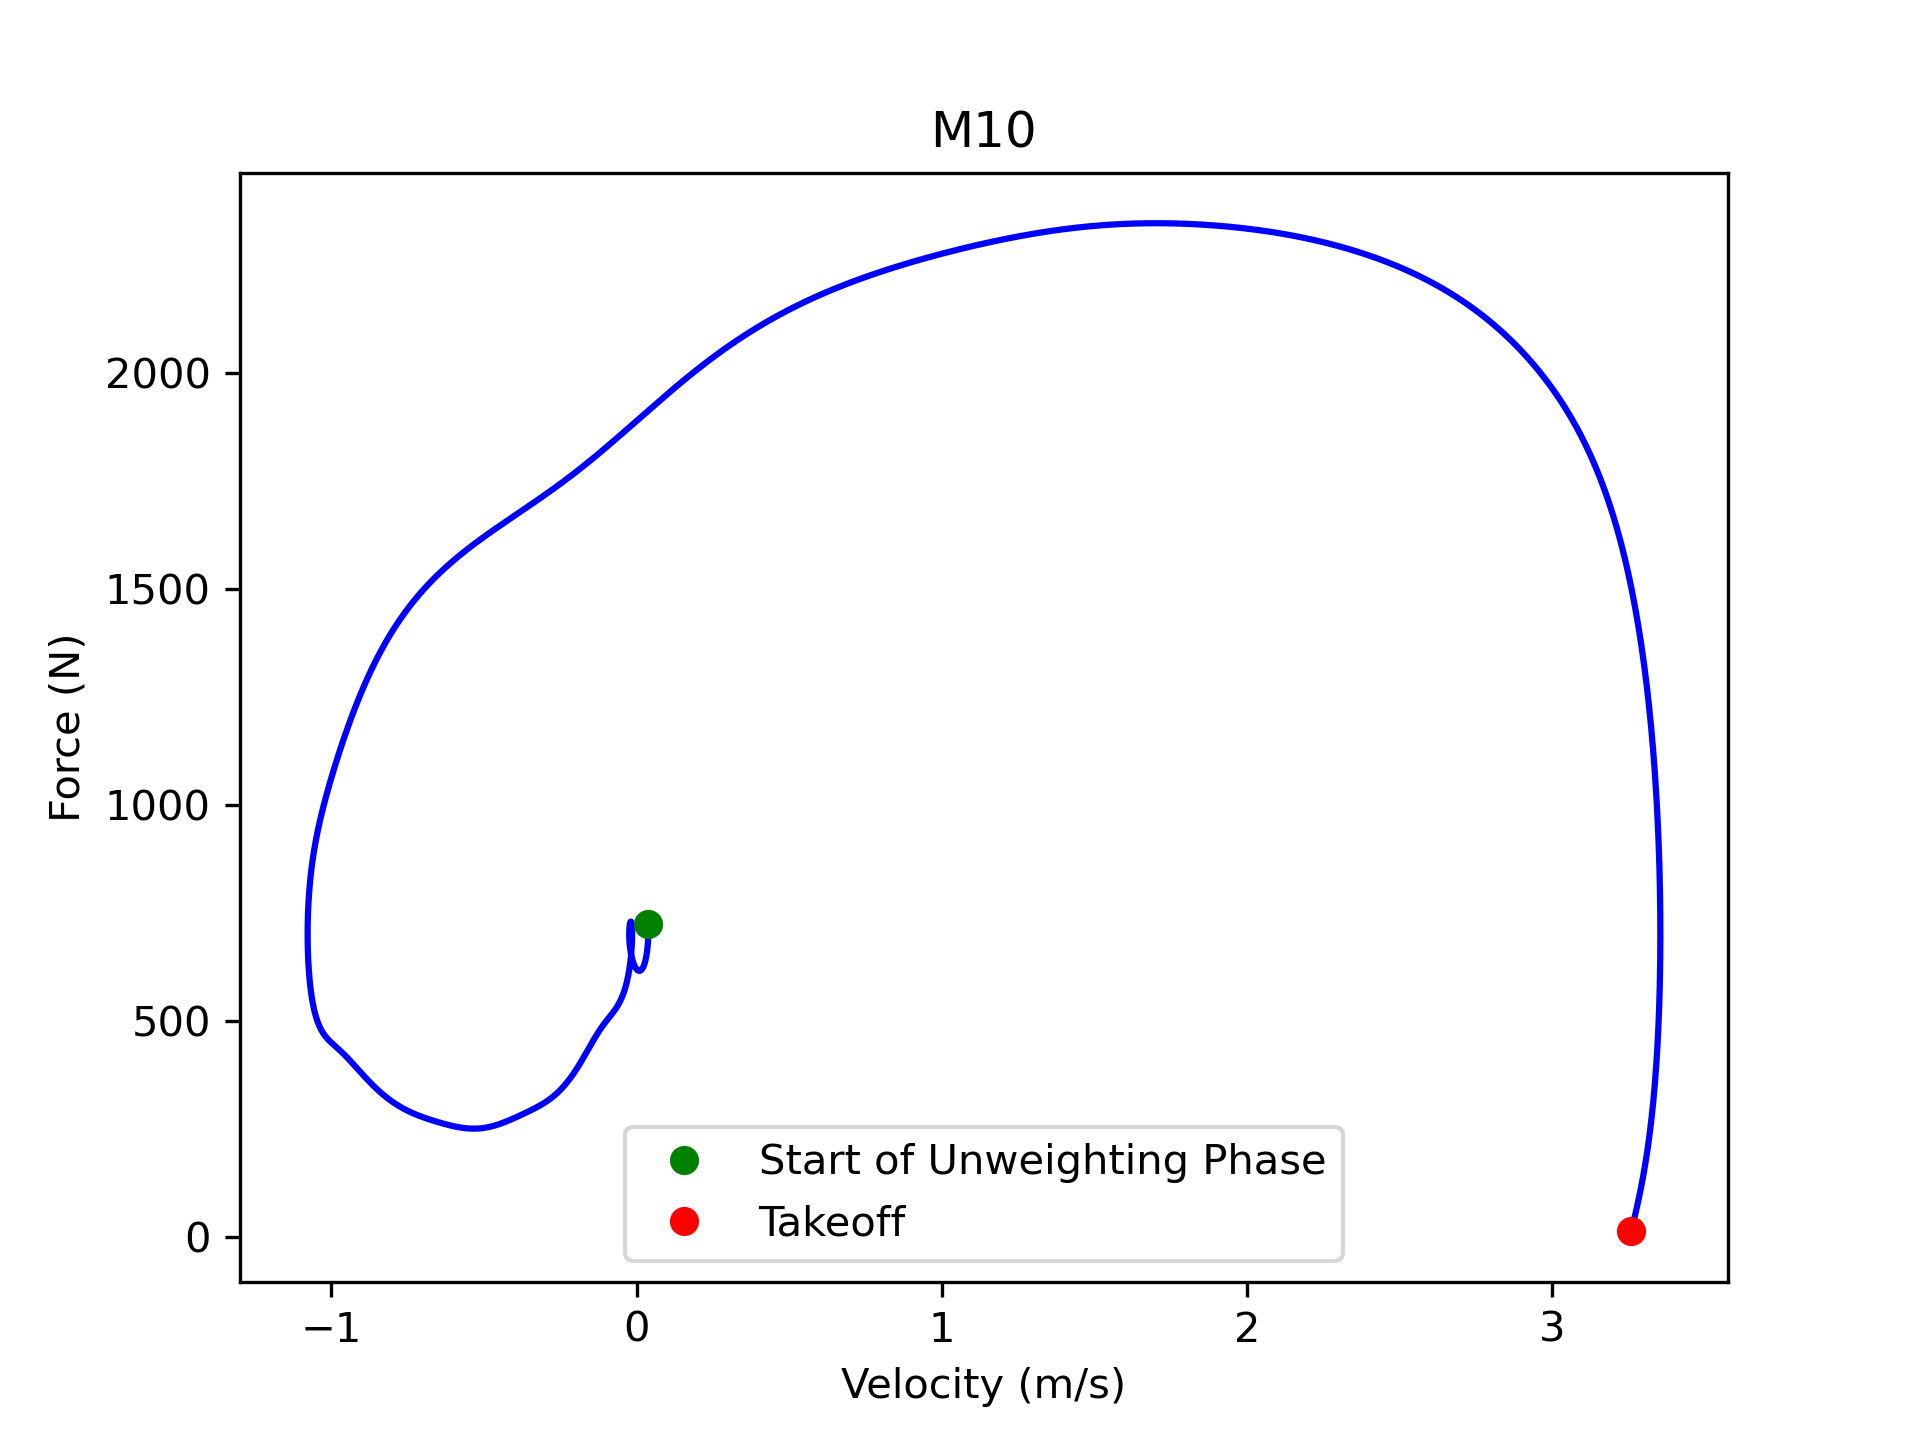 M10
Force (N)
2000
1500
1000
500
0
−1 0 1 2 3
Velocity (m/s)
Start of Unweighting Phase
Takeoff